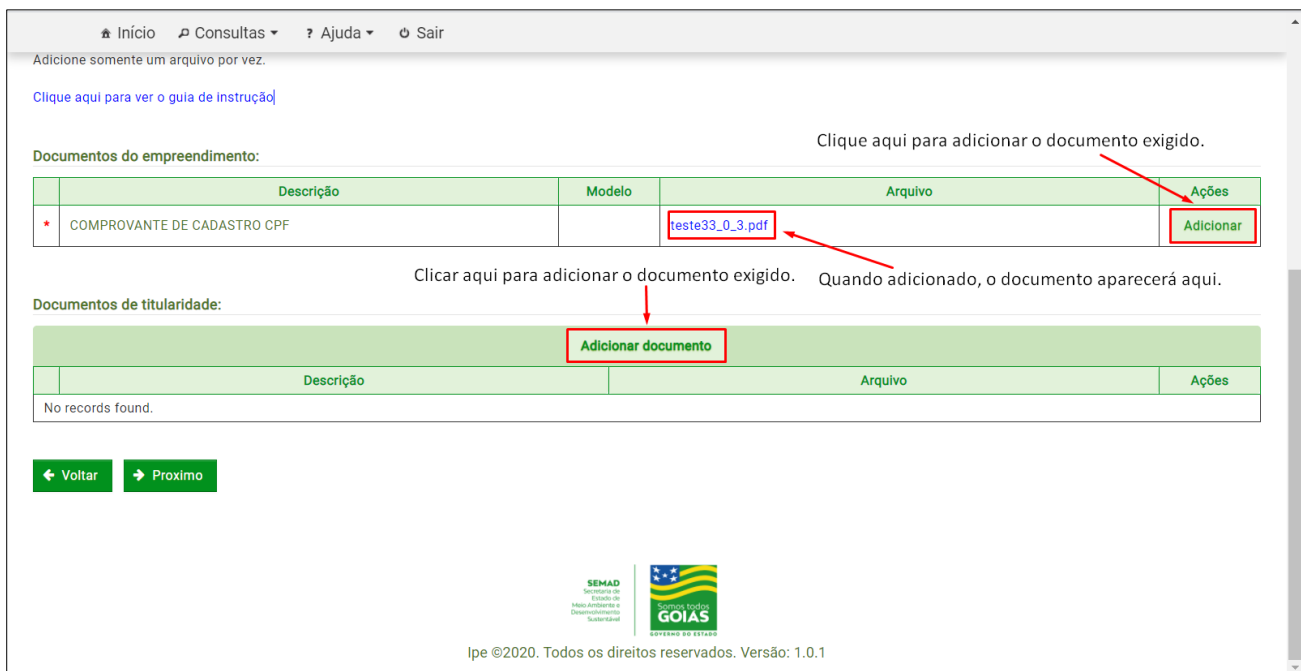 Início Consultas ? Ajuda Sair
Adicione somente um arquivo por vez.
Clique aqui para ver o guia de instrução
Clique aqui para adicionar o documento exigido.
Documentos do empreendimento:
Descrição Modelo Arquivo Ações
* COMPROVANTE DE CADASTRO CPF teste33_0_3.pdf Adicionar
Clicar aqui para adicionar o documento exigido. Quando adicionado, o documento aparecerá aqui.
Documentos de titularidade:
Adicionar documento
Descrição Arquivo Ações
No records found.
Voltar Proximo
SEMAD
Secretaria de
Estado de
Meio Ambiente e
Desenvolvimento
Sustentável
Somos todos
GOIÁS
GOVERNO DO ESTADO
Ipe ©2020. Todos os direitos reservados. Versão: 1.0.1